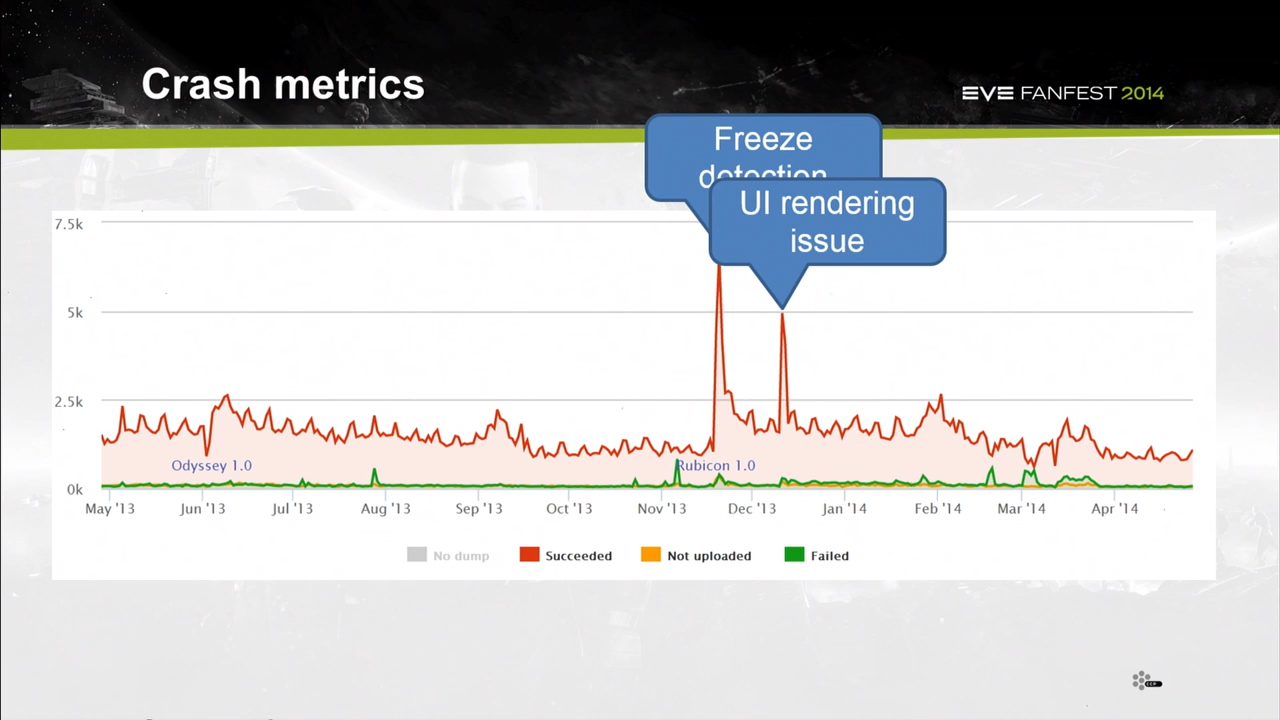 Crash metrics
EVE FANFEST 2014
Freeze
detection
UI rendering
issue
7.5k
5k
2.5k
0k
Odyssey 1.0
Rubicon 1.0
May '13
Jun '13
Jul '13
Aug '13
Sep '13
Oct '13
Nov '13
Dec '13
Jan '14
Feb '14
Mar '14
Apr '14
No dump
Succeeded
Not uploaded
Failed
CCP